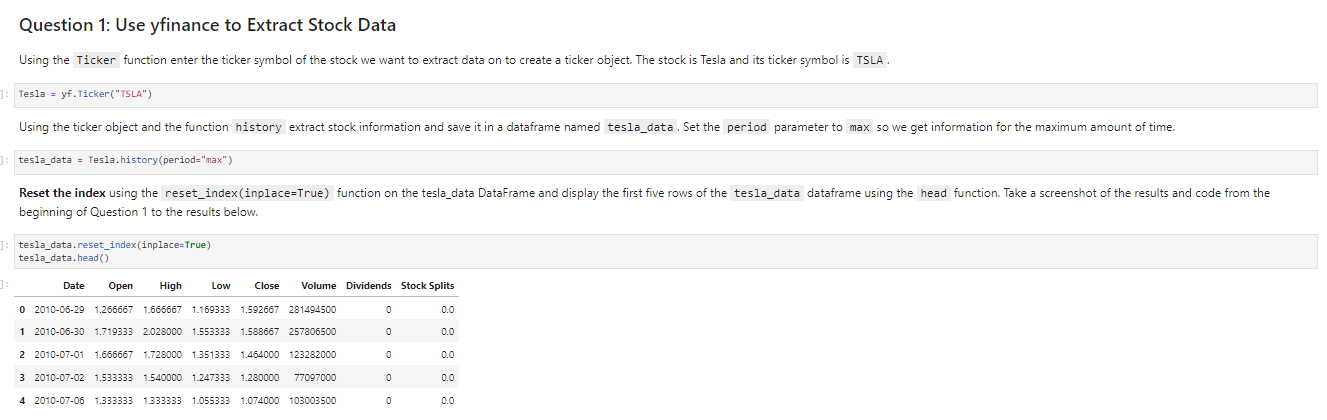 Question 1: Use yfinance to Extract Stock Data
Using the Ticker function enter the ticker symbol of the stock we want to extract data on to create a ticker object. The stock is Tesla and its ticker symbol is TSLA.
]: Tesla = yf.Ticker("TSLA")
Using the ticker object and the function history extract stock information and save it in a dataframe named tesla_data. Set the period parameter to max so we get information for the maximum amount of time.
]: tesla_data = Tesla.history(period="max")
Reset the index using the reset_index(inplace=True) function on the tesla_data DataFrame and display the first five rows of the tesla_data dataframe using the head function. Take a screenshot of the results and code from the
beginning of Question 1 to the results below.
]: tesla_data.reset_index(inplace=True)
tesla_data.head()
]: Date Open High Low Close Volume Dividends Stock Splits
0 2010-06-29 1.266667 1.666667 1.169333 1.592667 281494500 0 0.0
1 2010-06-30 1.719333 2.028000 1.553333 1.588667 257806500 0 0.0
2 2010-07-01 1.666667 1.728000 1.351333 1.464000 123282000 0 0.0
3 2010-07-02 1.533333 1.540000 1.247333 1.280000 77097000 0 0.0
4 2010-07-06 1.333333 1.333333 1.055333 1.074000 103003500 0 0.0